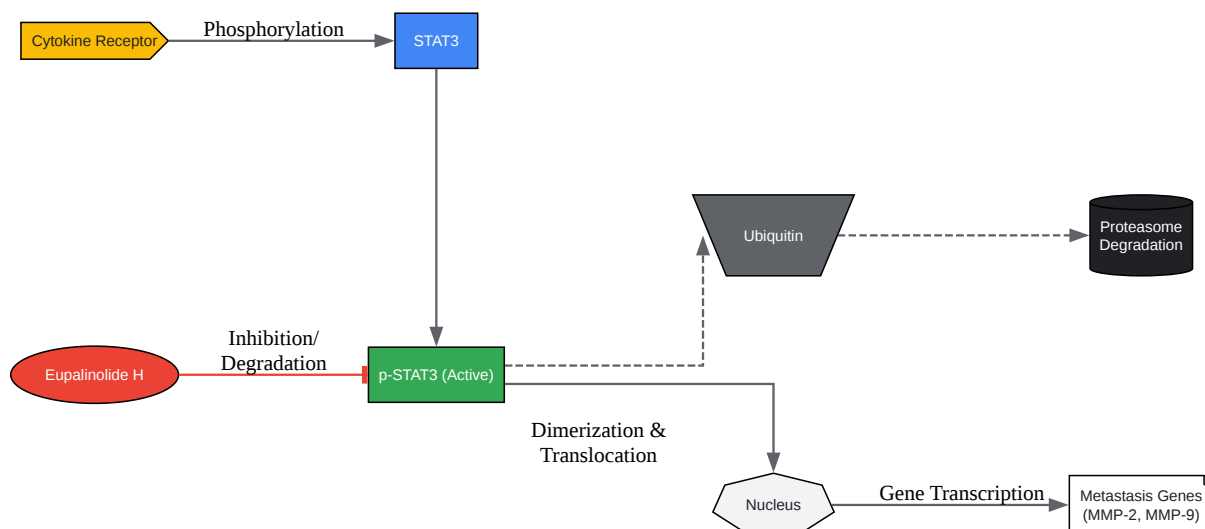 Cytokine Receptor
Phosphorylation
STAT3
Ubiquitin
Proteasome
Degradation
Inhibition/
Degradation
Eupalinolide H
p-STAT3 (Active)
Dimerization &
Translocation
Nucleus
Gene Transcription
Metastasis Genes
(MMP-2, MMP-9)